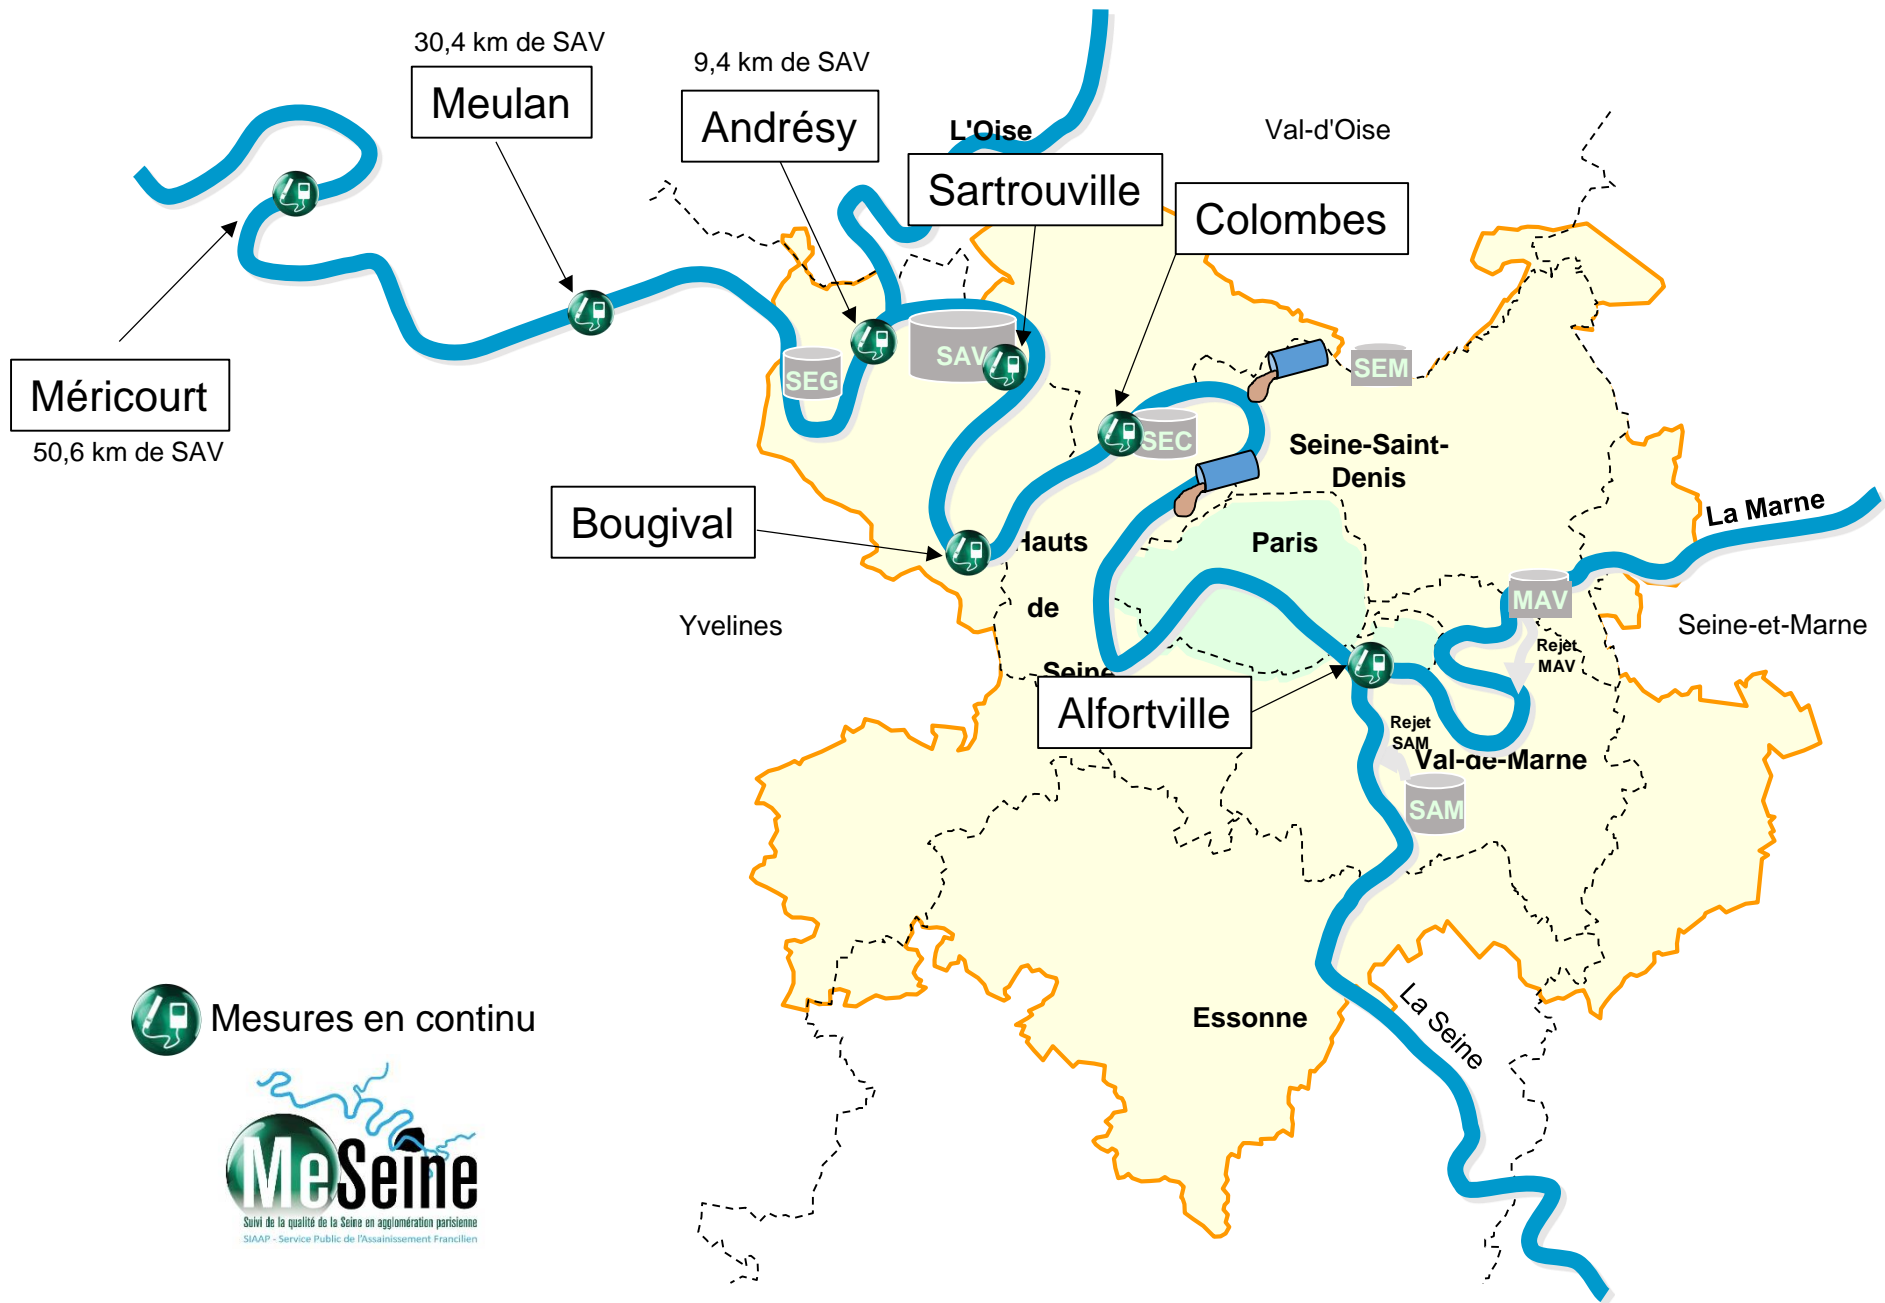 30,4 km de SAV
Meulan
9,4 km de SAV
Andrésy
L'Oise
Val-d'Oise
Sartrouville
Colombes
Méricourt
50,6 km de SAV
SEG
SAV
SEM
SEC
Seine-Saint-
Denis
La Marne
Bougival
Hauts
de
Seine
Paris
MAV
Rejet
MAV
Yvelines
Seine-et-Marne
Alfortville
Rejet
SAM
Val-de-Marne
SAM
Essonne
La Seine
Mesures en continu
MeSeine
Suivi de la qualité de la Seine en agglomération parisienne
SIAAP - Service Public de l'Assainissement Francilien